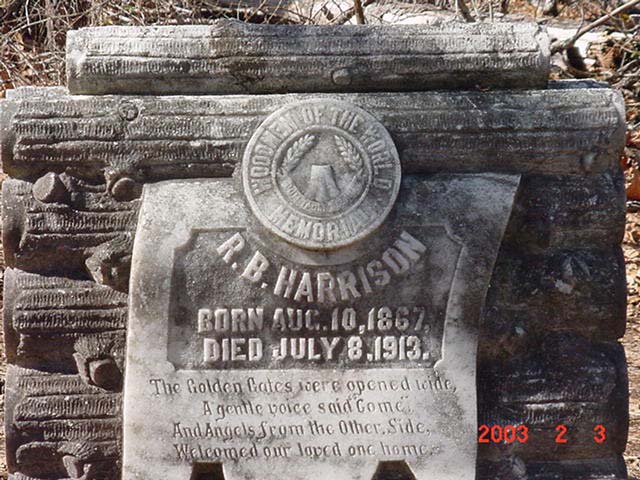 WOODMEN OF THE WORLD
MEMORIAL
R.B. HARRISON
BORN AUG. 10, 1867.
DIED JULY 8, 1913.
The Golden Gates were opened wide,
A gentle voice said "Come",
And Angels from the Other, Side,
Welcomed our loved one home.
2003 2 3